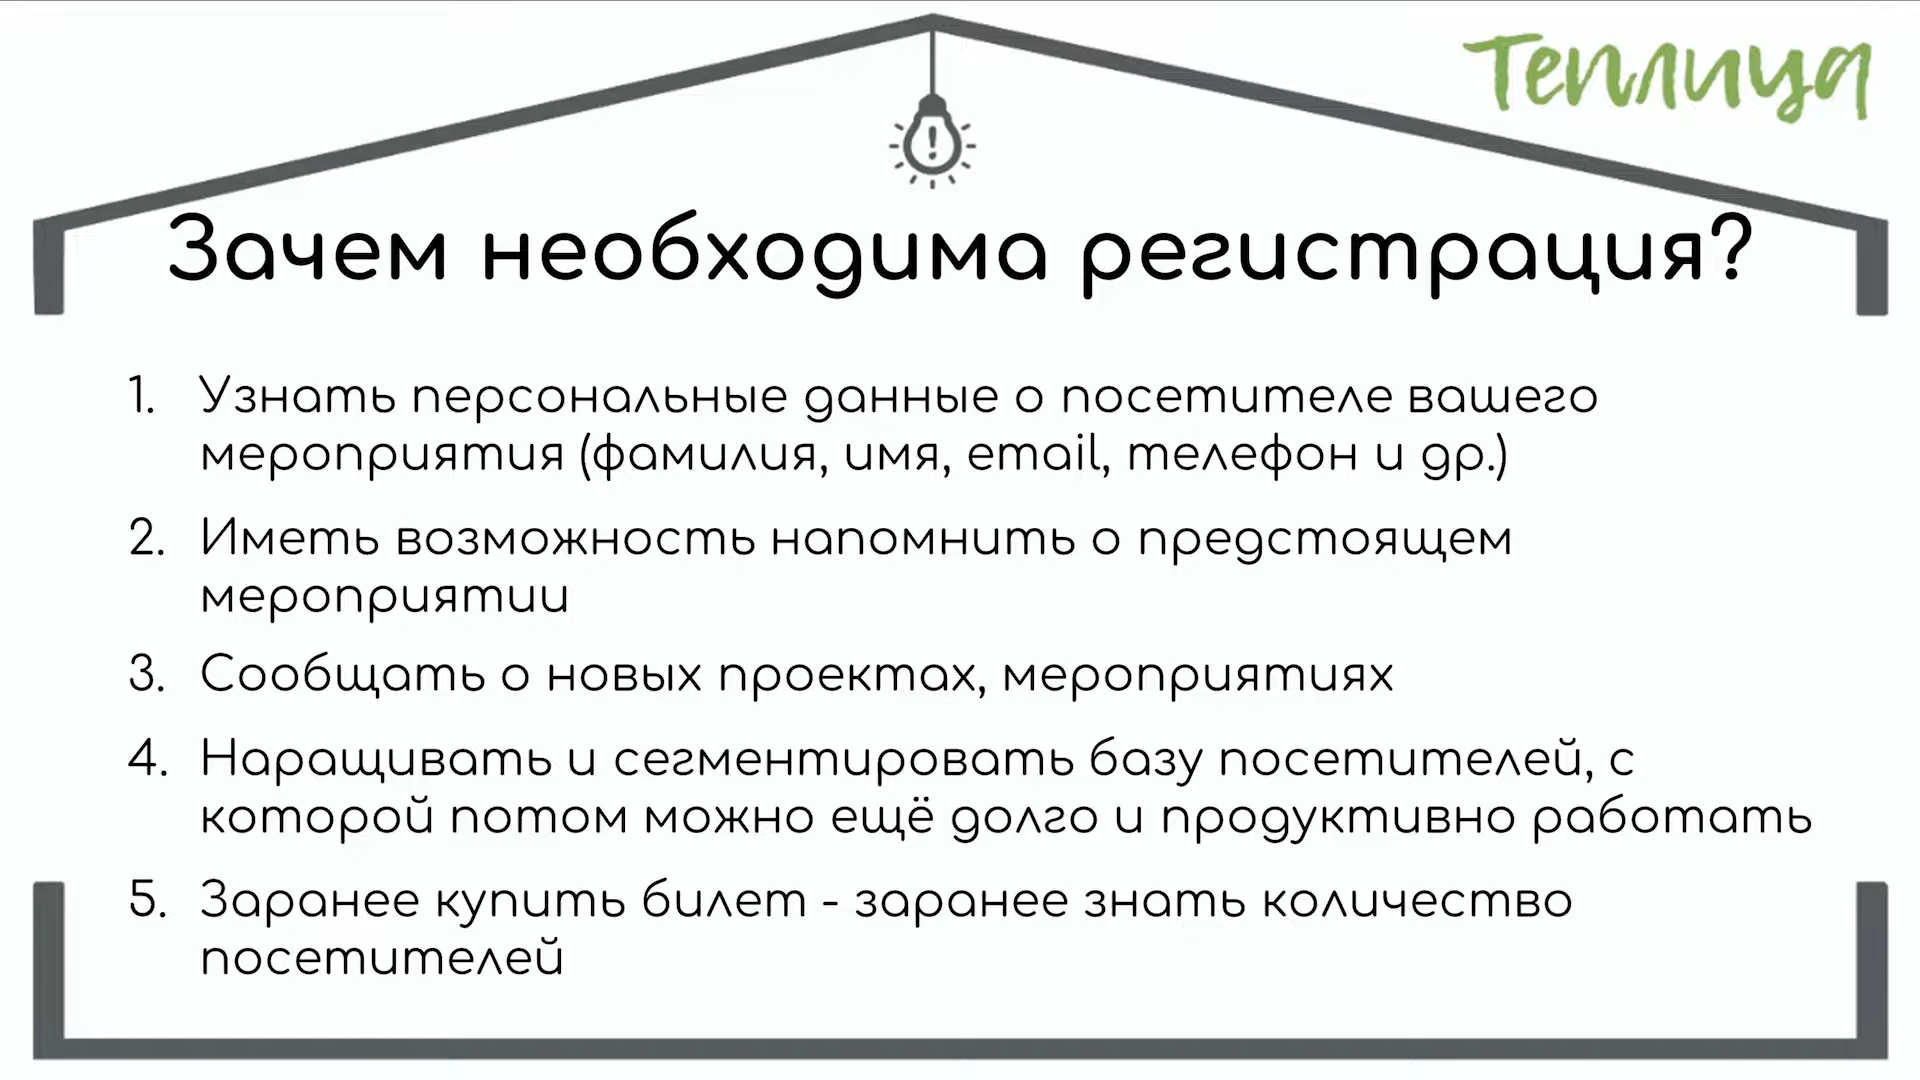 Теплица
Зачем необходима регистрация?
1. Узнать персональные данные о посетителе вашего
мероприятия (фамилия, имя, email, телефон и др.)
2. Иметь возможность напомнить о предстоящем
мероприятии
3. Сообщать о новых проектах, мероприятиях
4. Наращивать и сегментировать базу посетителей, с
которой потом можно ещё долго и продуктивно работать
5. Заранее купить билет - заранее знать количество
посетителей